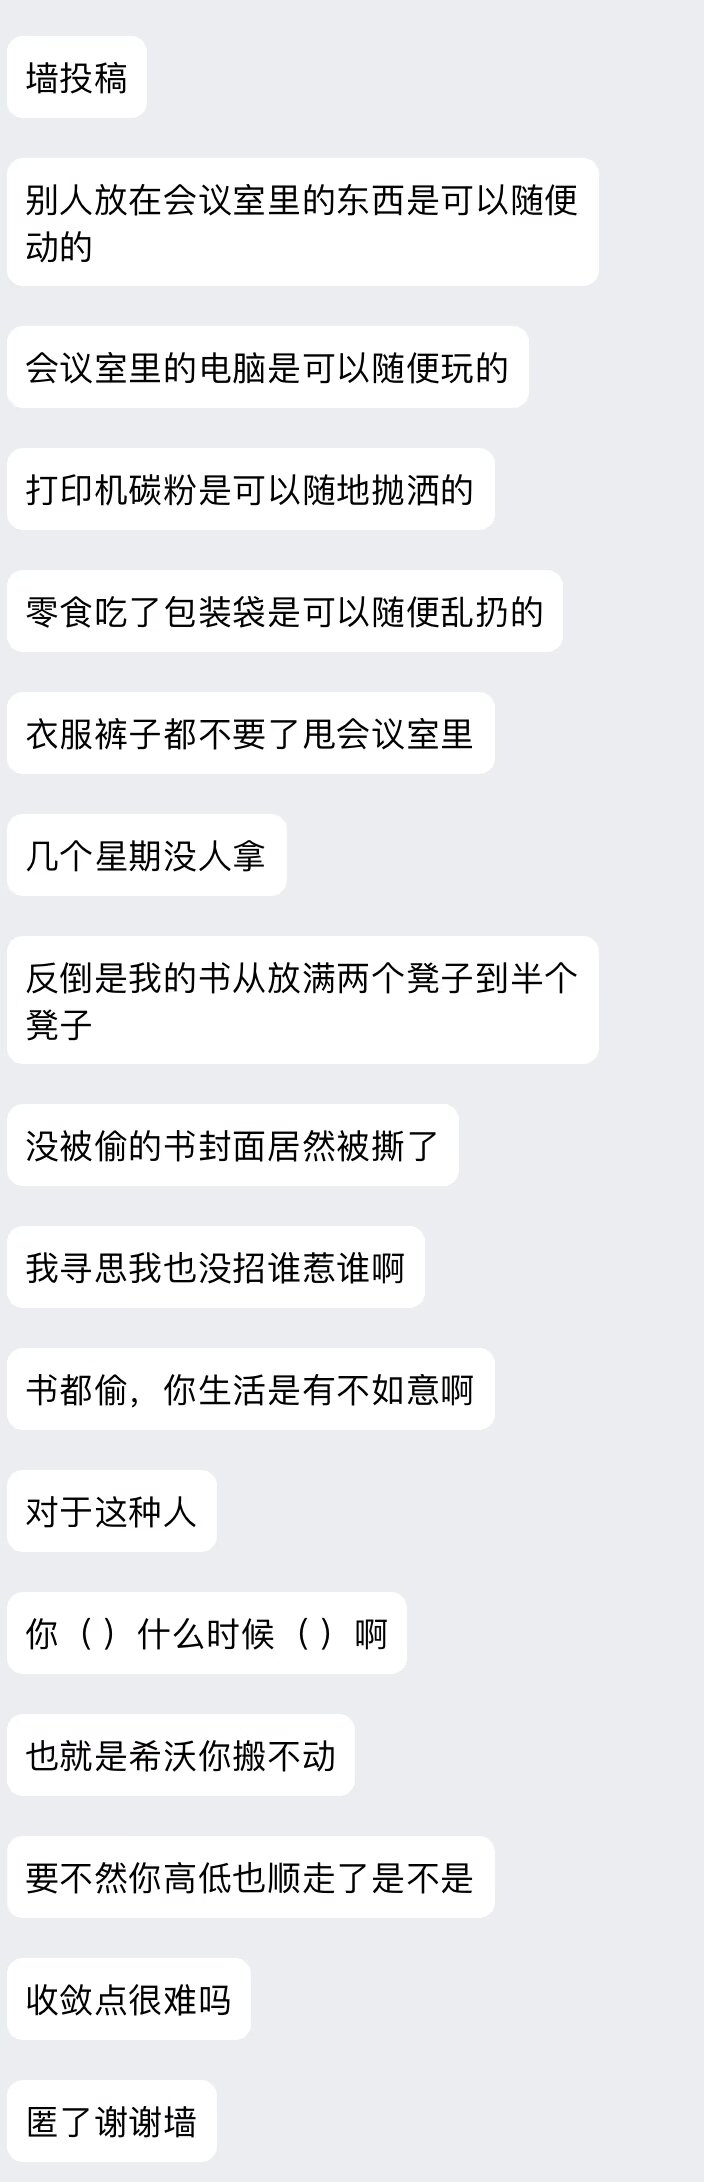 墙投稿
别人放在会议室里的东西是可以随便
动的
会议室里的电脑是可以随便玩的
打印机碳粉是可以随地抛洒的
零食吃了包装袋是可以随便乱扔的
衣服裤子都不要了甩会议室里
几个星期没人拿
反倒是我的书从放满两个凳子到半个
凳子
没被偷的书封面居然被撕了
我寻思我也没招谁惹谁啊
书都偷，你生活是有不如意啊
对于这种人
你（ ）什么时候（ ）啊
也就是希沃你搬不动
要不然你高低也顺走了是不是
收敛点很难吗
匿了谢谢墙